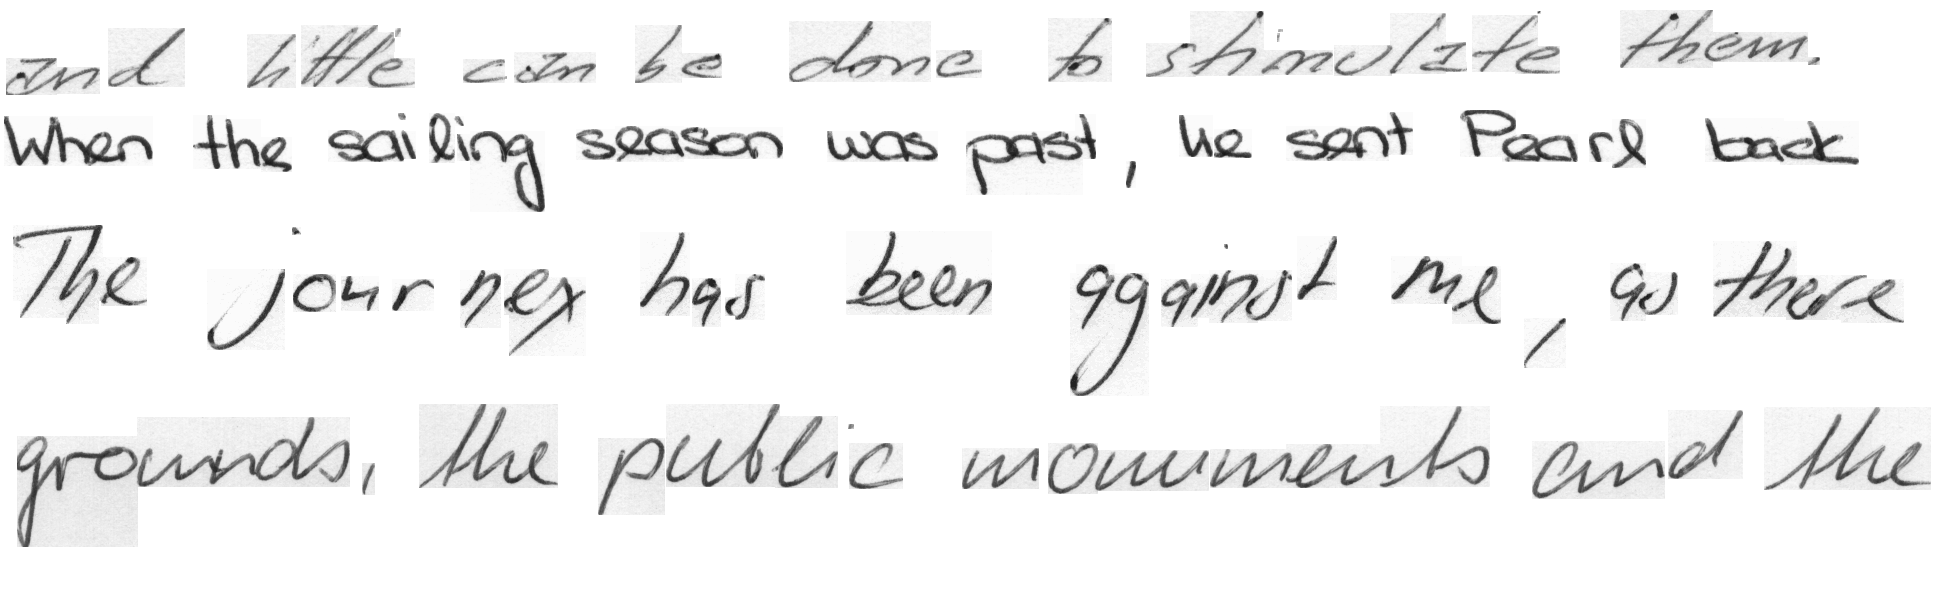 and little can be done to stimulate them.
When the sailing season was past, he sent Pearl back
The journey has been against me, as there
grounds, the public monuments and the